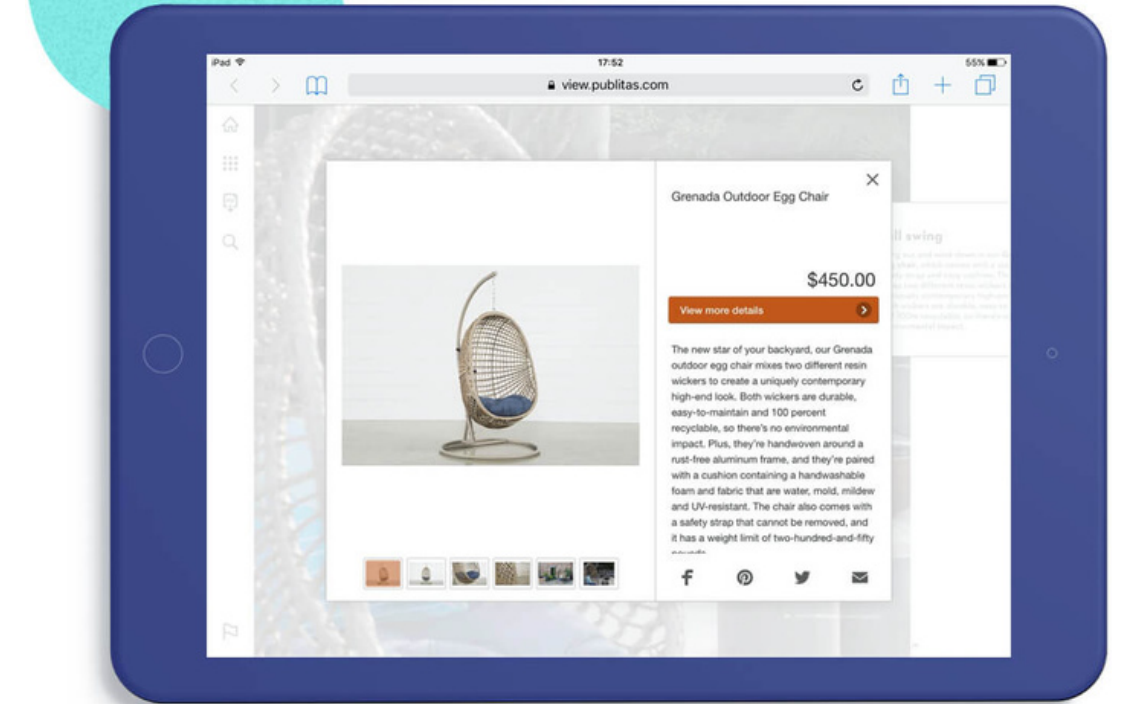 iPad
17:52
55%
view.publitas.com
Grenada Outdoor Egg Chair
ll swing
$450.00
View more details
The new star of your backyard, our Grenada
outdoor egg chair mixes two different resin
wickers to create a uniquely contemporary
high-end look. Both wickers are durable,
easy-to-maintain and 100 percent
recyclable, so there's no environmental
impact. Plus, they're handwoven around a
rust-free aluminum frame, and they're paired
with a cushion containing a handwashable
foam and fabric that are water, mold, mildew
and UV-resistant. The chair also comes with
a safety strap that cannot be removed, and
it has a weight limit of two-hundred-and-fifty